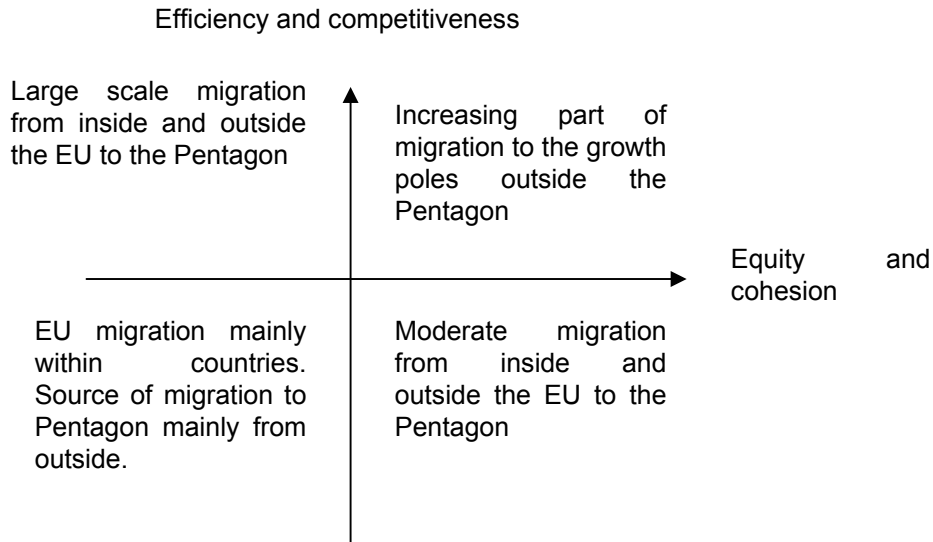 Efficiency and competitiveness
Large scale migration
from inside and outside
the EU to the Pentagon
Increasing part of
migration to the growth
poles outside the
Pentagon
Equity and
cohesion
EU migration mainly
within countries.
Source of migration to
Pentagon mainly from
outside.
Moderate migration
from inside and
outside the EU to the
Pentagon